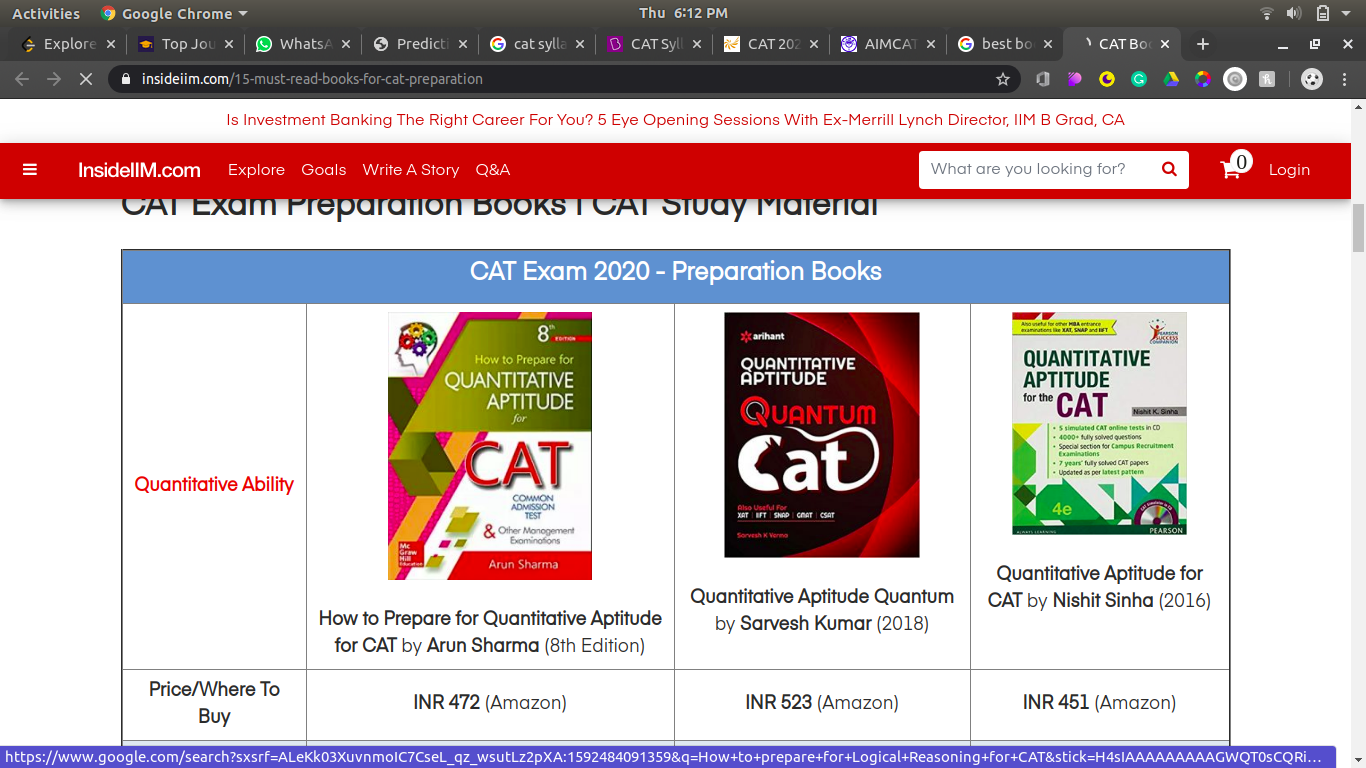 Activities Google Chrome Thu 6:12 PM
Explore Top Jou WhatsA Predicti cat sylla CAT Syll CAT 202 AIMCAT best bo CAT Boo
insideiim.com/15-must-read-books-for-cat-preparation
Is Investment Banking The Right Career For You? 5 Eye Opening Sessions With Ex-Merrill Lynch Director, IIM B Grad, CA
InsideIIM.com Explore Goals Write A Story Q&A What are you looking for? 0 Login
CAT Exam Preparation Books | CAT Study Material
CAT Exam 2020 - Preparation Books
Quantitative Ability
8th EDITION
How to Prepare for
QUANTITATIVE
APTITUDE
for
CAT
COMMON
ADMISSION
TEST
& Other Management
Examinations
Mc
Graw
Hill
Education
Arun Sharma
How to Prepare for Quantitative Aptitude
for CAT by Arun Sharma (8th Edition)
arihant
QUANTITATIVE
APTITUDE
QUANTUM
Cat
Also Useful For
XAT | IIFT | SNAP | GMAT | CSAT
Sarvesh K Verma
Quantitative Aptitude Quantum
by Sarvesh Kumar (2018)
Also useful for other MBA entrance
examinations like XAT, SNAP and IIFT
PEARSON
SUCCESS
COMPANION
QUANTITATIVE
APTITUDE
for the CAT
Nishit K. Sinha
• 5 simulated CAT online tests in CD
• 4000+ fully solved questions
• Special section for Campus Recruitment
Examinations
• 7 years' fully solved CAT papers
• Updated as per latest pattern
4e
ALWAYS LEARNING
PEARSON
Quantitative Aptitude for
CAT by Nishit Sinha (2016)
Price/Where To
Buy
INR 472 (Amazon)
INR 523 (Amazon)
INR 451 (Amazon)
https://www.google.com/search?sxsrf=ALeKk03XuvnmoIC7CseL_qz_wsutLz2pXA:1592484091359&q=How+to+prepare+for+Logical+Reasoning+for+CAT&stick=H4sIAAAAAAAAAGWQT0sCQRi...